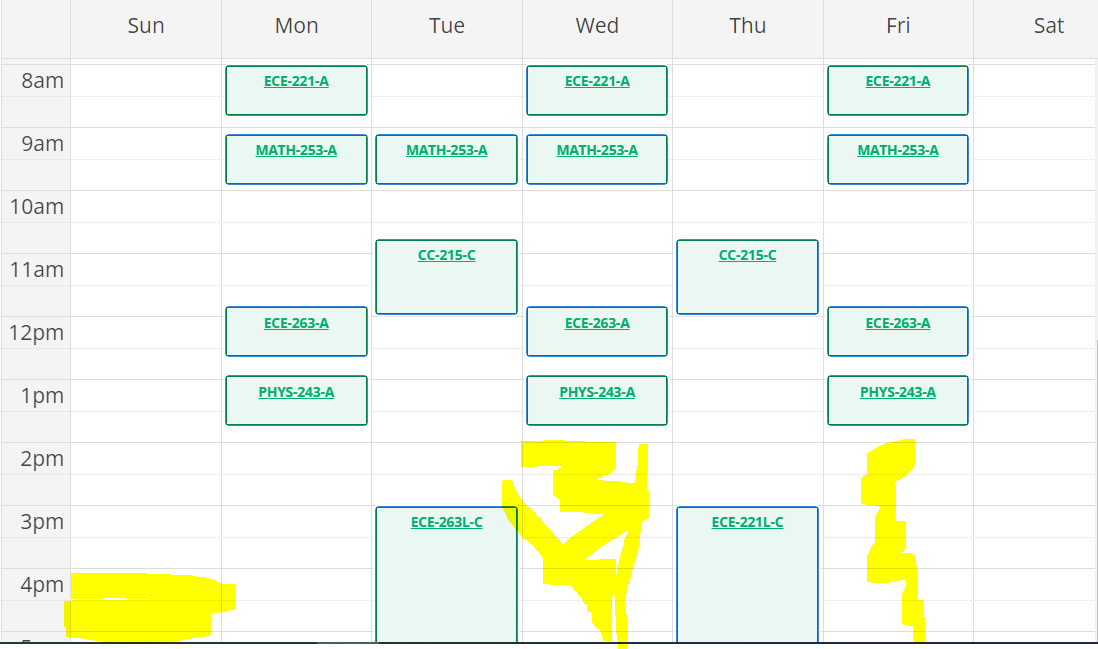 Sun Mon Tue Wed Thu Fri Sat
8am ECE-221-A ECE-221-A ECE-221-A
9am MATH-253-A MATH-253-A MATH-253-A MATH-253-A
10am
CC-215-C CC-215-C
11am
12pm ECE-263-A ECE-263-A ECE-263-A
1pm PHYS-243-A PHYS-243-A PHYS-243-A
2pm
3pm ECE-263L-C ECE-221L-C
4pm